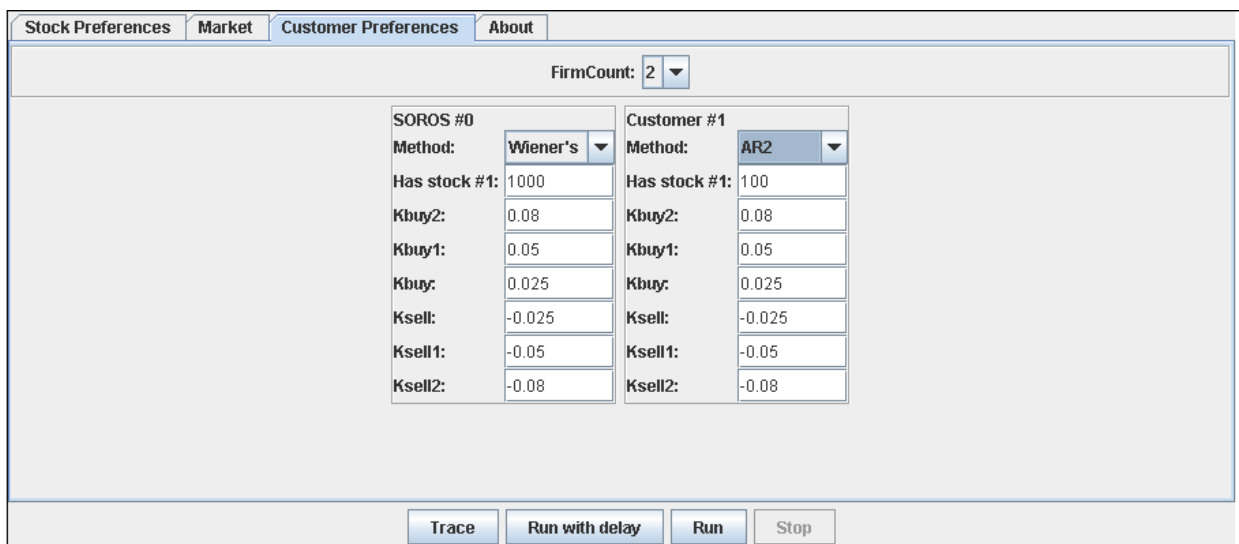 Stock Preferences Market Customer Preferences About
FirmCount: 2
SOROS #0
Method: Wiener's
Has stock #1: 1000
Kbuy2: 0.08
Kbuy1: 0.05
Kbuy: 0.025
Ksell: -0.025
Ksell1: -0.05
Ksell2: -0.08
Customer #1
Method: AR2
Has stock #1: 100
Kbuy2: 0.08
Kbuy1: 0.05
Kbuy: 0.025
Ksell: -0.025
Ksell1: -0.05
Ksell2: -0.08
Trace Run with delay Run Stop